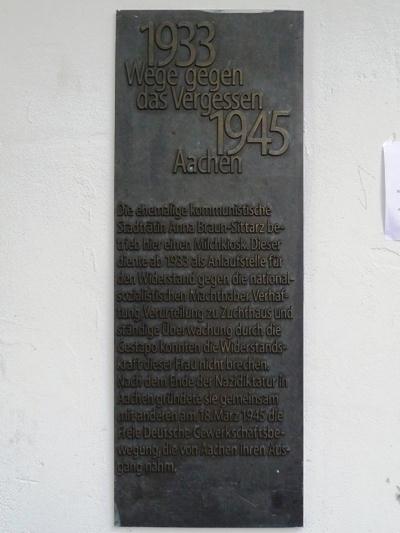 1933
Wege gegen
das Vergessen
1945
Aachen
Die ehemalige kommunistische
Stadträtin Anna Braun-Sittarz be-
trieb hier einen Milchkiosk. Dieser
diente ab 1933 als Anlaufstelle für
den Widerstand gegen die national-
sozialistischen Machthaber. Verhaf-
tung, Verurteilung zu Zuchthaus und
ständige Überwachung durch die
Gestapo konnten die Widerstands-
kraft dieser Frau nicht brechen.
Nach dem Ende der Nazidiktatur in
Aachen gründete sie gemeinsam
mit anderen am 18. März 1945 die
Freie Deutsche Gewerkschaftsbe-
wegung, die von Aachen ihren Aus-
gang nahm.